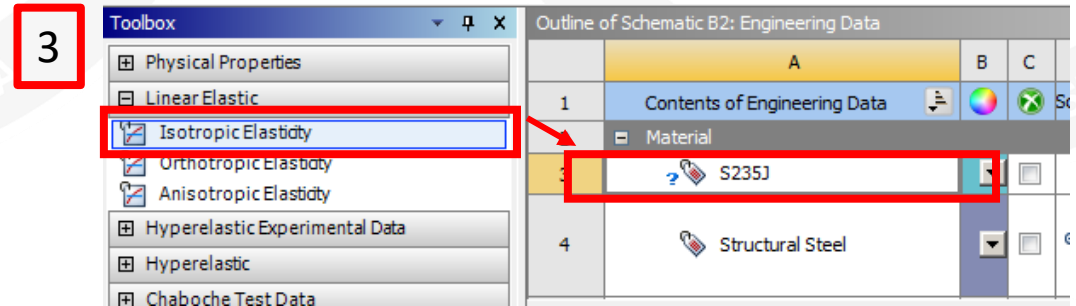 3
Toolbox
Outline of Schematic B2: Engineering Data
Physical Properties
A B C
Linear Elastic
1 Contents of Engineering Data
Isotropic Elasticity
Material
Orthotropic Elasticity
3 S235J
Anisotropic Elasticity
Hyperelastic Experimental Data
4 Structural Steel
Hyperelastic
Chaboche Test Data